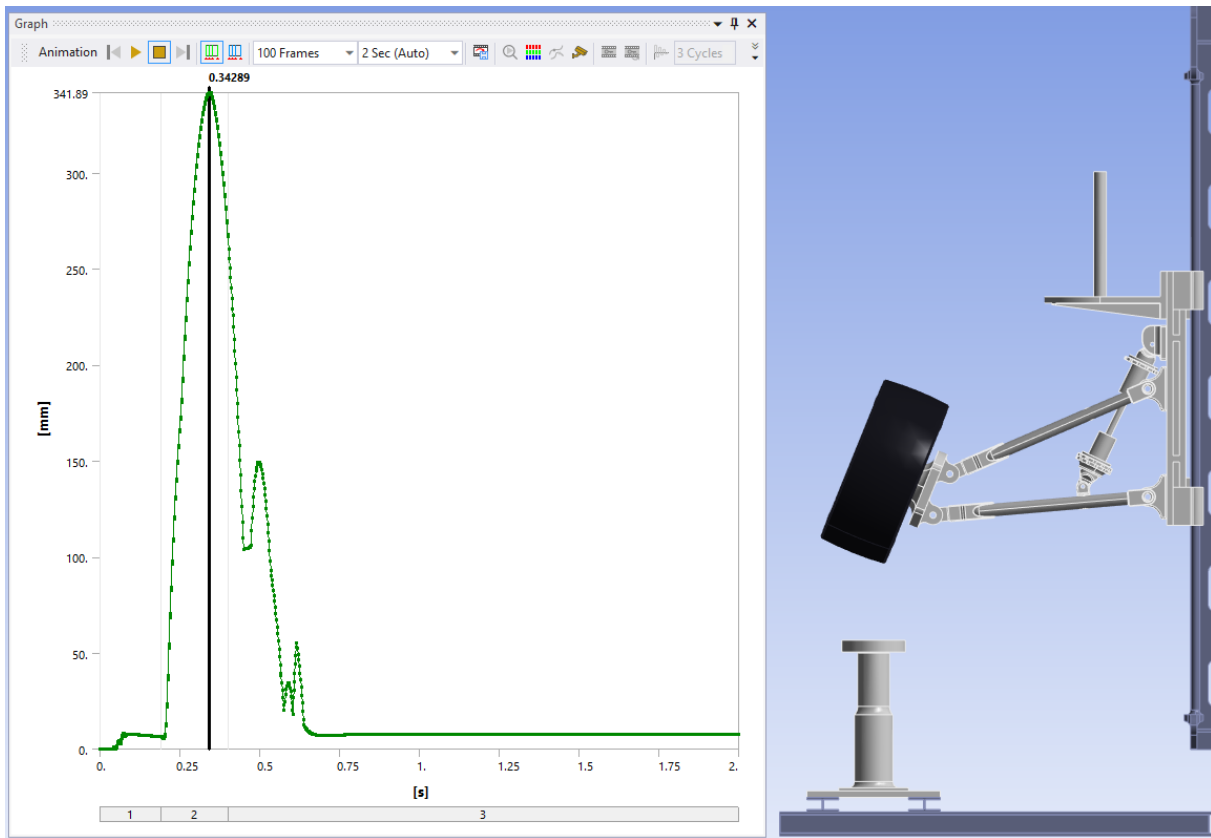 Graph
Animation 100 Frames 2 Sec (Auto) 3 Cycles
0.34289
341.89
300.
250.
200.
[mm]
150.
100.
50.
0.
0. 0.25 0.5 0.75 1. 1.25 1.5 1.75 2.
[s]
1 2 3